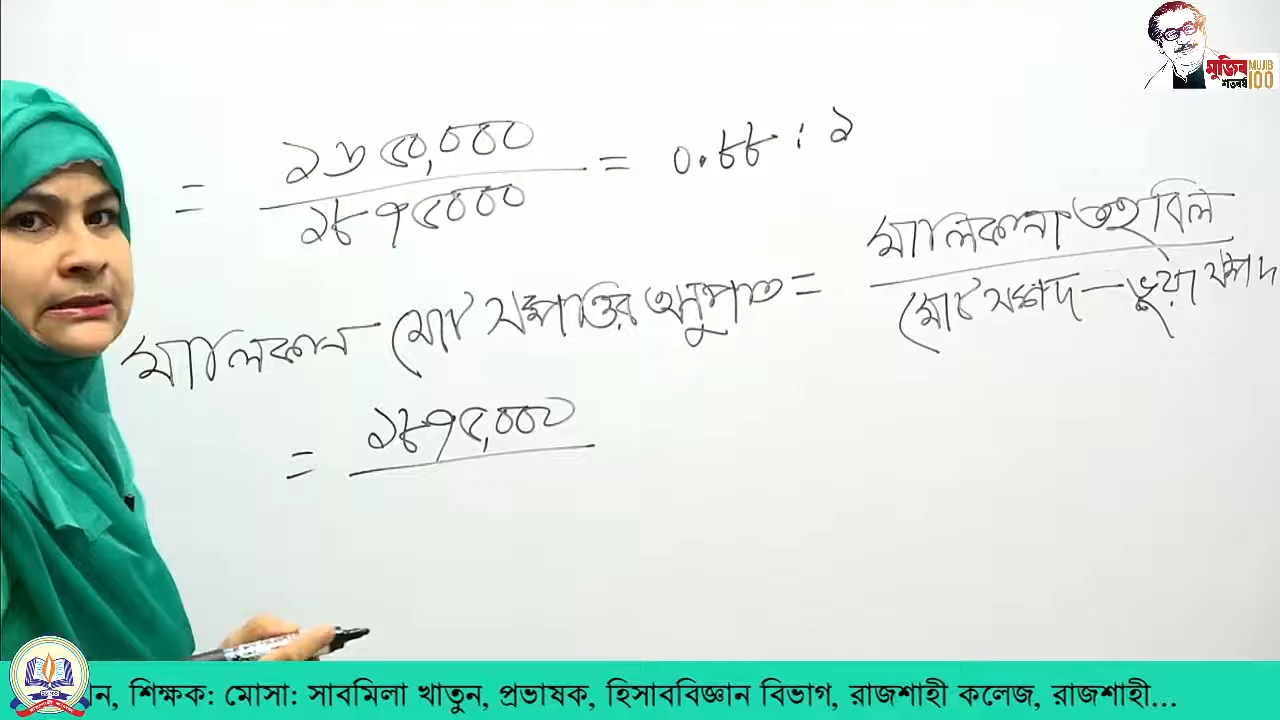 মুজিব MUJIB
শতবর্ষ 100
= ১৬৫০,০০০ / ১৮৭৫০০০ = ০.৮৮ : ১
মালিকানা মোট সম্পত্তির অনুপাত = মালিকানা তহবিল / মোট সম্পদ – ভূয়া সম্পদ
= ১৮৭৫,০০০
ন, শিক্ষক: মোসা: সাবমিলা খাতুন, প্রভাষক, হিসাববিজ্ঞান বিভাগ, রাজশাহী কলেজ, রাজশাহী...